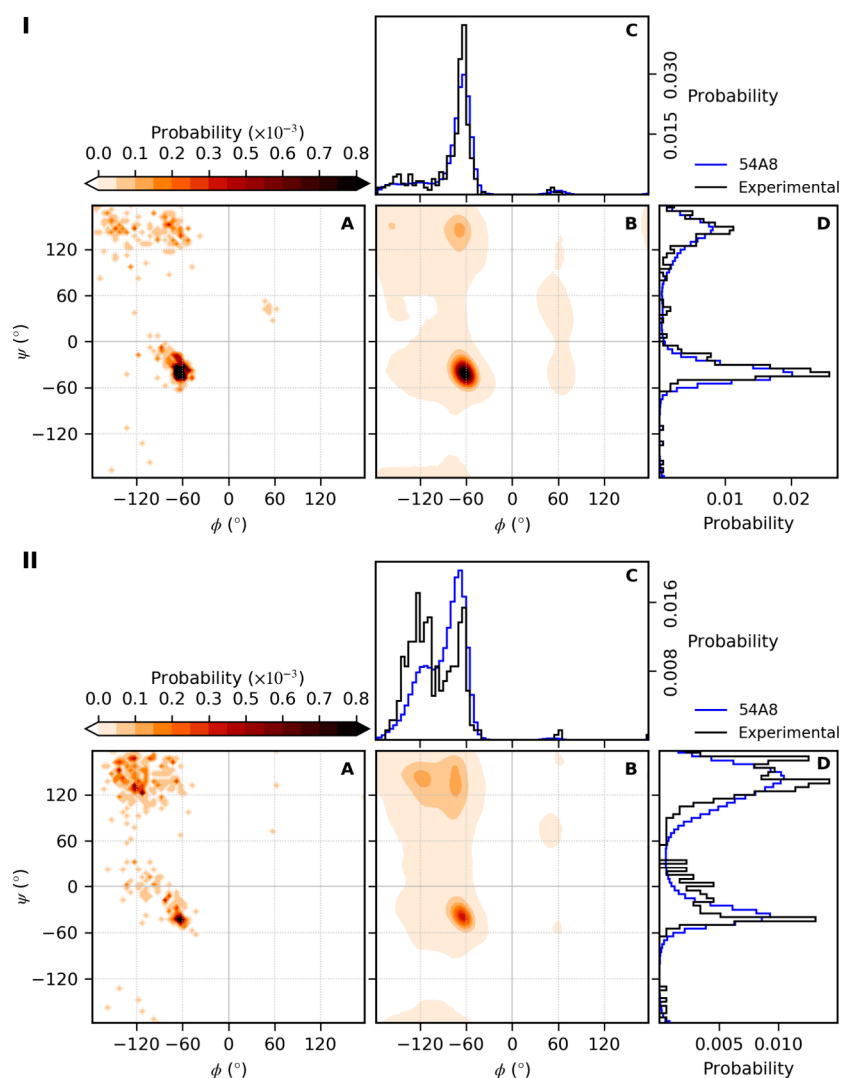 I
C
0.030
0.015
Probability
Probability (×10⁻³)
0.0 0.1 0.2 0.3 0.5 0.6 0.7 0.8
54A8
Experimental
A
B
D
120
60
0
−60
−120
ψ (°)
−120 −60 0 60 120
ϕ (°)
−120 −60 0 60 120
ϕ (°)
0.01 0.02
Probability
II
C
0.016
0.008
Probability
Probability (×10⁻³)
0.0 0.1 0.2 0.3 0.5 0.6 0.7 0.8
54A8
Experimental
A
B
D
120
60
0
−60
−120
ψ (°)
−120 −60 0 60 120
ϕ (°)
−120 −60 0 60 120
ϕ (°)
0.005 0.010
Probability